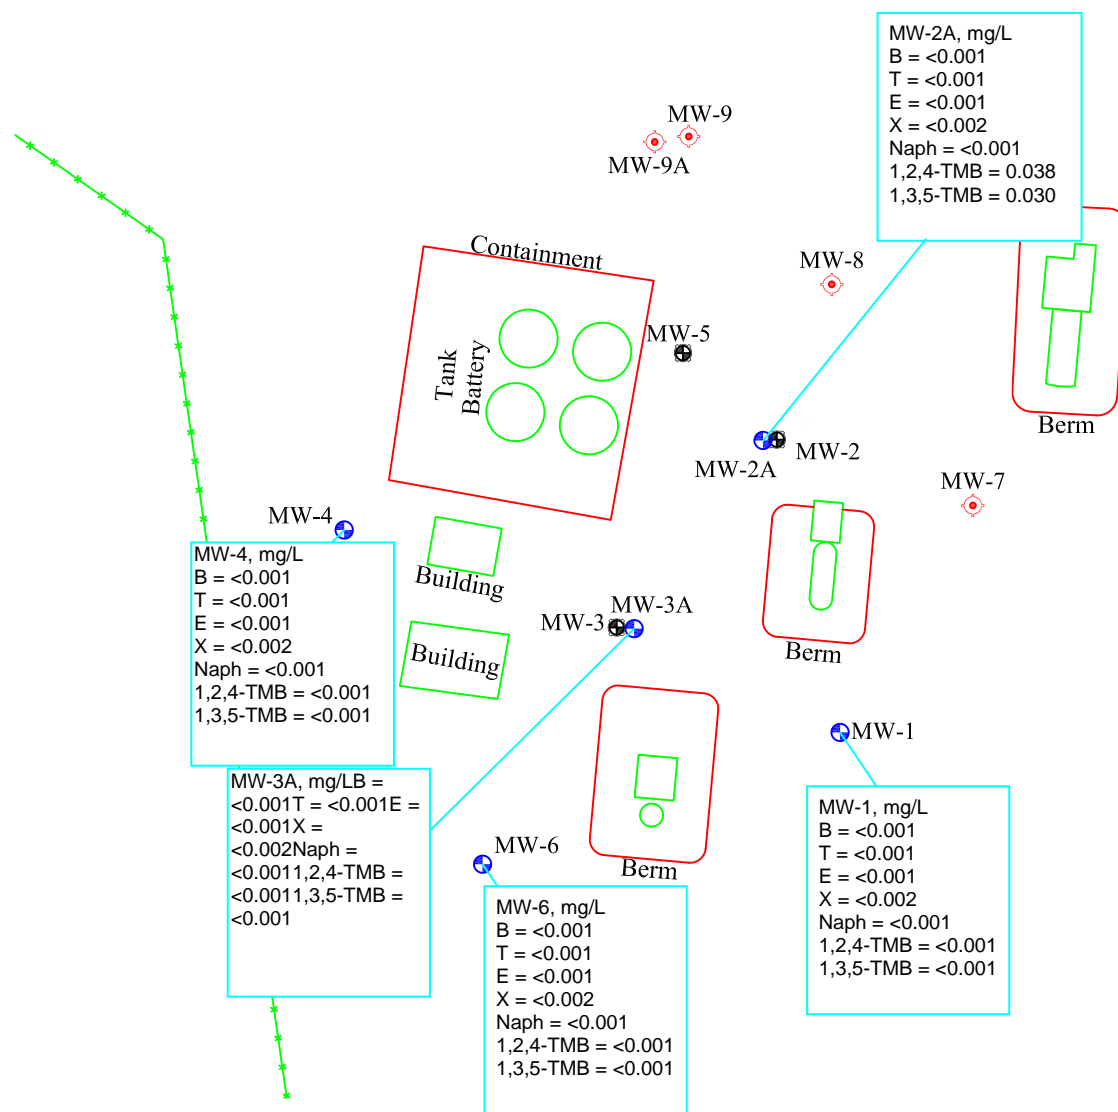 MW-2A, mg/L
B = <0.001
T = <0.001
E = <0.001
X = <0.002
Naph = <0.001
1,2,4-TMB = 0.038
1,3,5-TMB = 0.030
MW-9
MW-9A
Containment
MW-8
MW-5
Tank
Battery
Berm
MW-2
MW-2A
MW-7
MW-4
MW-4, mg/L
B = <0.001
T = <0.001
E = <0.001
X = <0.002
Naph = <0.001
1,2,4-TMB = <0.001
1,3,5-TMB = <0.001
Building
MW-3
MW-3A
Building
Berm
MW-1
MW-3A, mg/LB =
<0.001T = <0.001E =
<0.001X =
<0.002Naph =
<0.0011,2,4-TMB =
<0.0011,3,5-TMB =
<0.001
MW-1, mg/L
B = <0.001
T = <0.001
E = <0.001
X = <0.002
Naph = <0.001
1,2,4-TMB = <0.001
1,3,5-TMB = <0.001
MW-6
Berm
MW-6, mg/L
B = <0.001
T = <0.001
E = <0.001
X = <0.002
Naph = <0.001
1,2,4-TMB = <0.001
1,3,5-TMB = <0.001